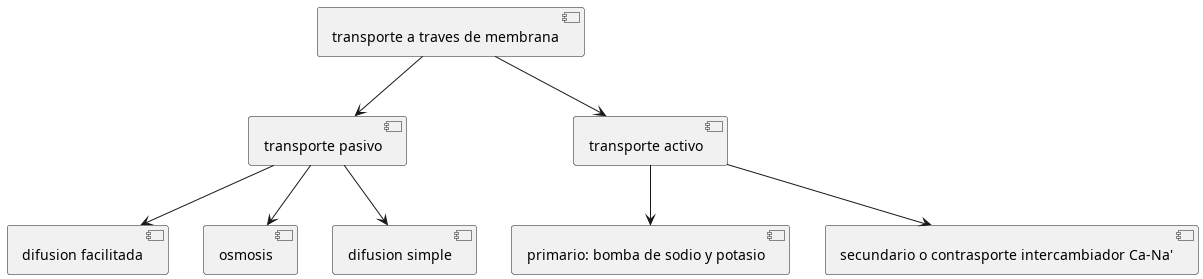 transporte a traves de membrana
transporte pasivo
transporte activo
difusion facilitada
osmosis
difusion simple
primario: bomba de sodio y potasio
secundario o contrasporte intercambiador Ca-Na'